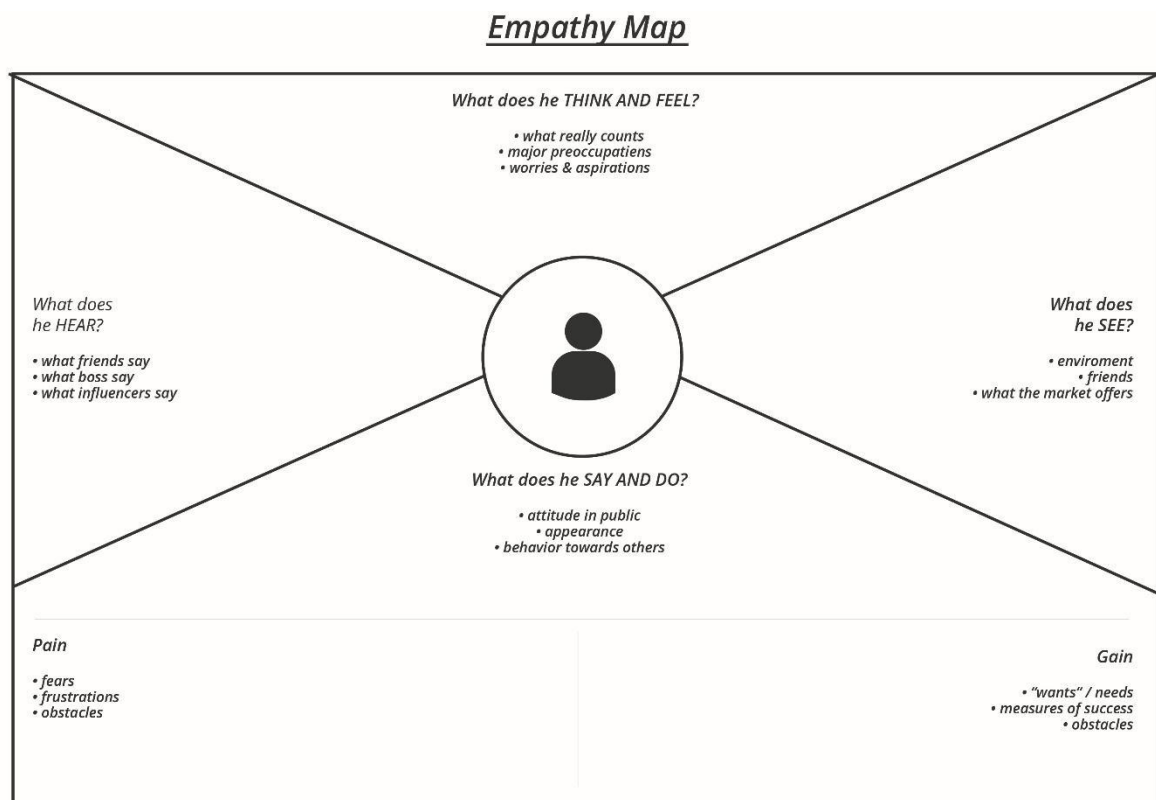 Empathy Map
What does he THINK AND FEEL?
• what really counts
• major preoccupatiens
• worries & aspirations
What does
he HEAR?
• what friends say
• what boss say
• what influencers say
What does
he SEE?
• enviroment
• friends
• what the market offers
What does he SAY AND DO?
• attitude in public
• appearance
• behavior towards others
Pain
• fears
• frustrations
• obstacles
Gain
• “wants” / needs
• measures of success
• obstacles